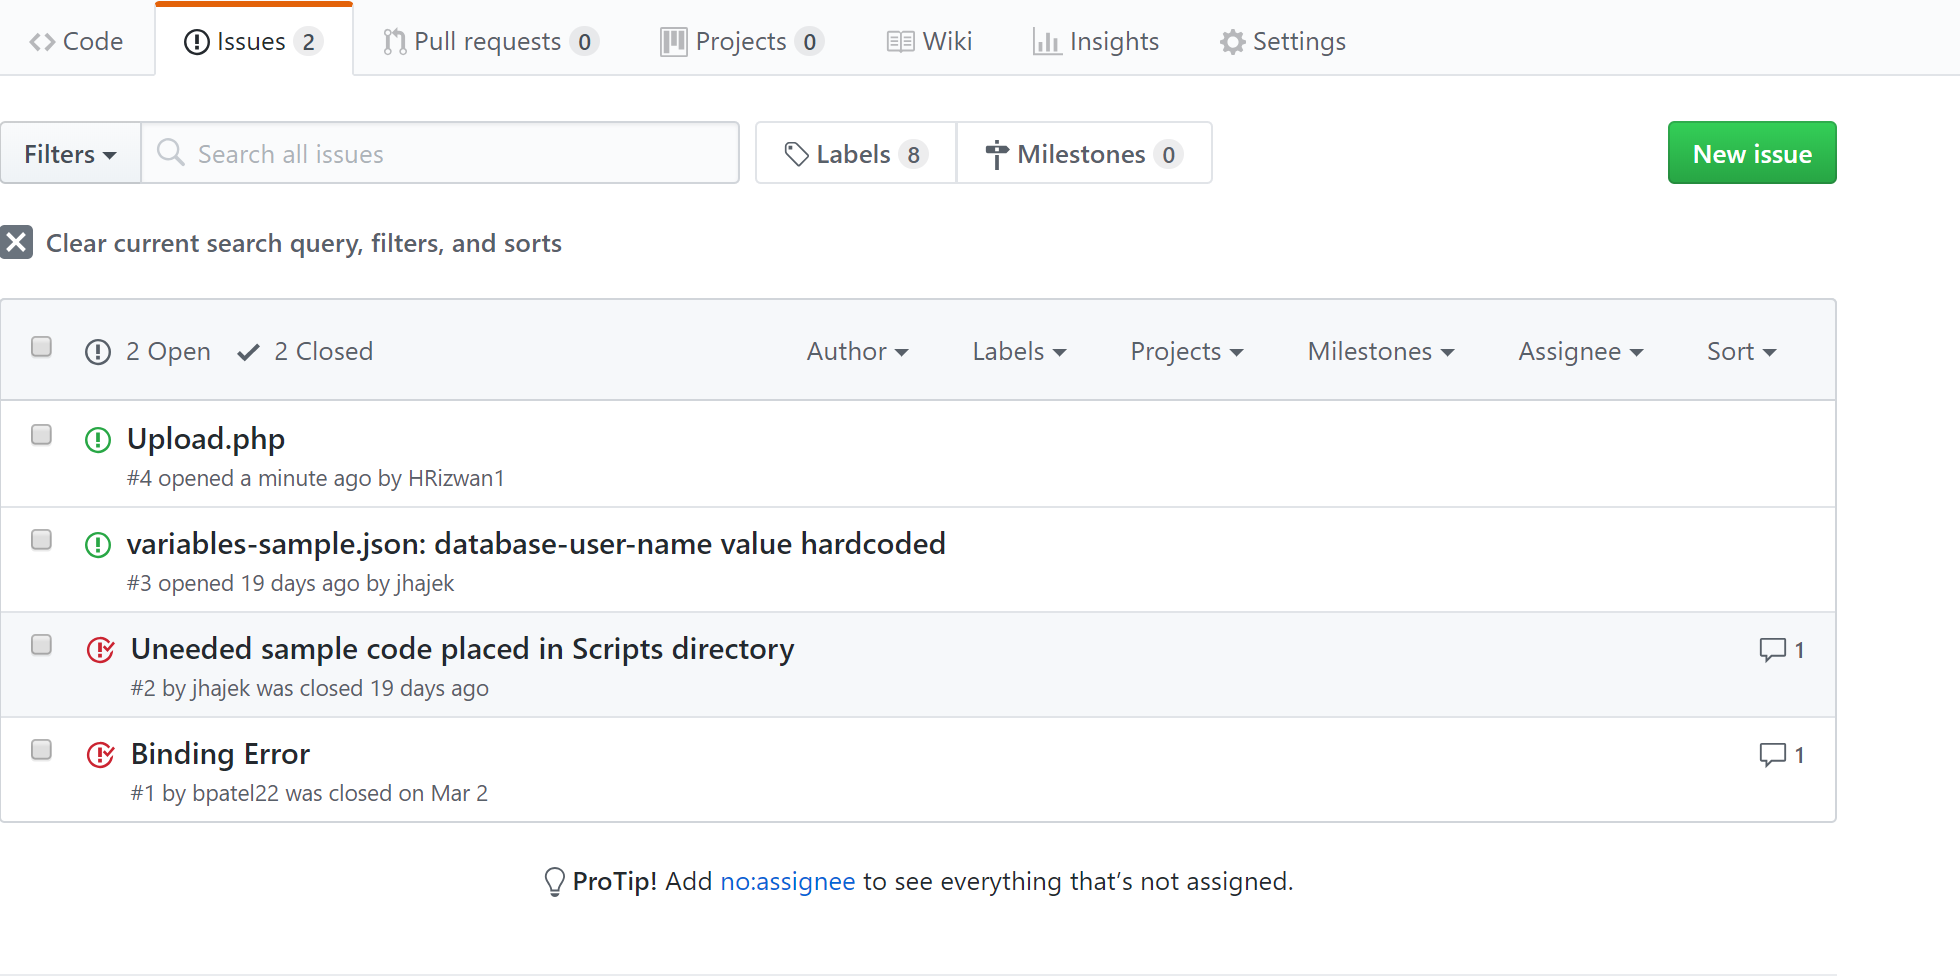 Code Issues 2 Pull requests 0 Projects 0 Wiki Insights Settings
Filters Search all issues Labels 8 Milestones 0 New issue
Clear current search query, filters, and sorts
2 Open 2 Closed Author Labels Projects Milestones Assignee Sort
Upload.php
#4 opened a minute ago by HRizwan1
variables-sample.json: database-user-name value hardcoded
#3 opened 19 days ago by jhajek
Uneeded sample code placed in Scripts directory 1
#2 by jhajek was closed 19 days ago
Binding Error 1
#1 by bpatel22 was closed on Mar 2
ProTip! Add no:assignee to see everything that’s not assigned.